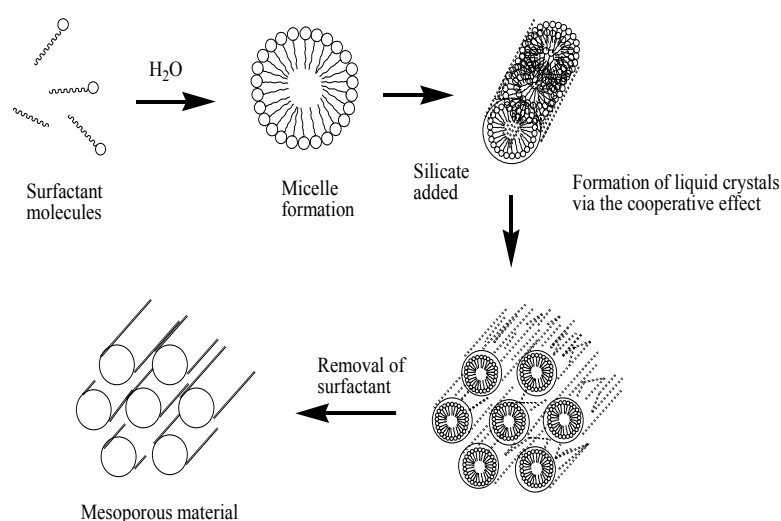 H₂O
Surfactant
molecules
Micelle
formation
Silicate
added
Formation of liquid crystals
via the cooperative effect
Removal of
surfactant
Mesoporous material